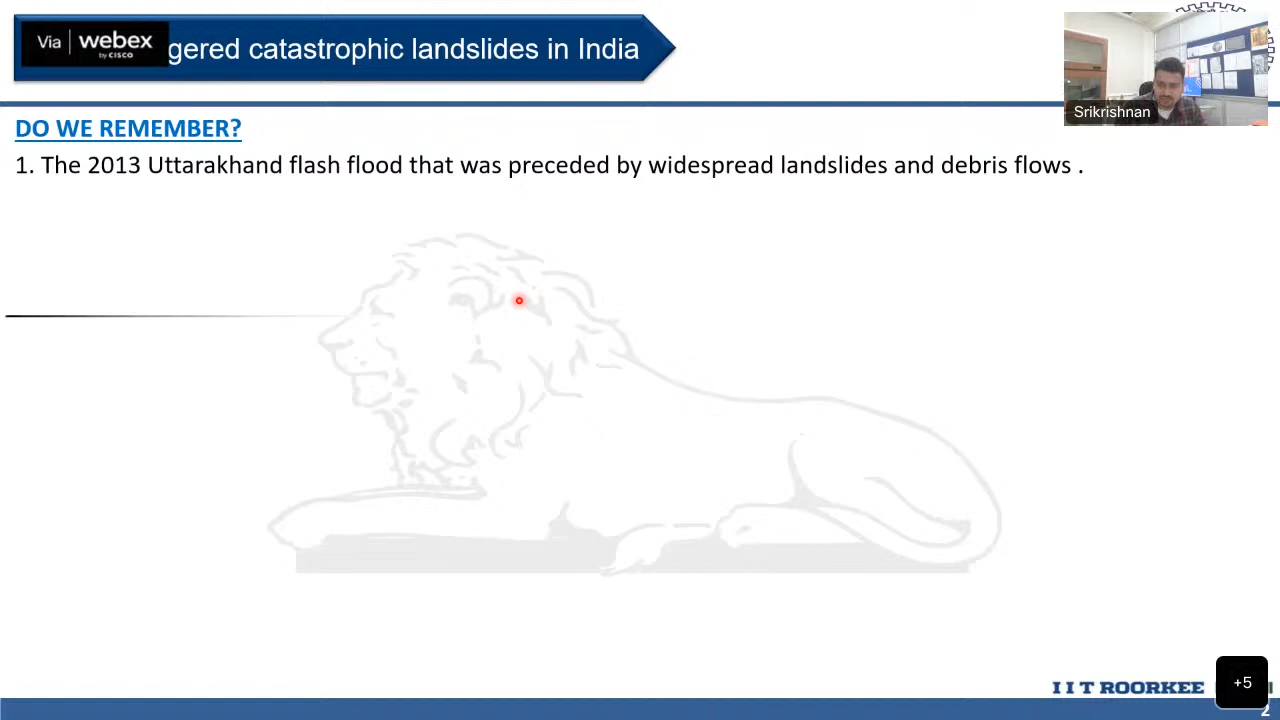 Via webex
by CISCO
gered catastrophic landslides in India
Srikrishnan
DO WE REMEMBER?
1. The 2013 Uttarakhand flash flood that was preceded by widespread landslides and debris flows .
IIT ROORKEE
+5
2